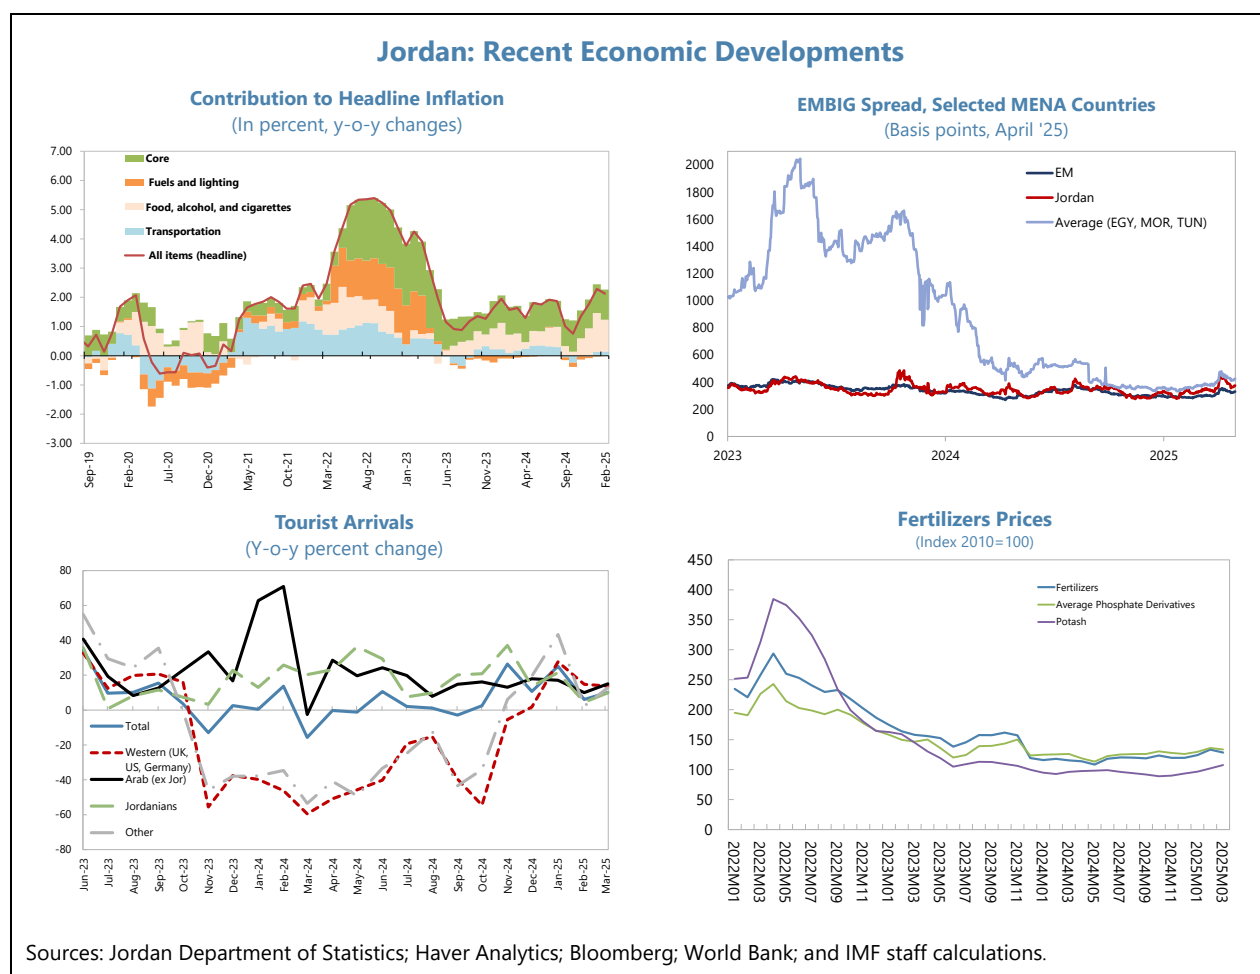 Jordan: Recent Economic Developments
Contribution to Headline Inflation
(In percent, y-o-y changes)
7.00
6.00
5.00
4.00
3.00
2.00
1.00
0.00
-1.00
-2.00
-3.00
Core
Fuels and lighting
Food, alcohol, and cigarettes
Transportation
All items (headline)
Sep-19
Feb-20
Jul-20
Dec-20
May-21
Oct-21
Mar-22
Aug-22
Jan-23
Jun-23
Nov-23
Apr-24
Sep-24
Feb-25
EMBIG Spread, Selected MENA Countries
(Basis points, April '25)
2000
1800
1600
1400
1200
1000
800
600
400
200
0
EM
Jordan
Average (EGY, MOR, TUN)
2023
2024
2025
Tourist Arrivals
(Y-o-y percent change)
80
60
40
20
0
-20
-40
-60
-80
Total
Western (UK,
US, Germany)
Arab (ex Jor)
Jordanians
Other
Jun-23
Jul-23
Aug-23
Sep-23
Oct-23
Nov-23
Dec-23
Jan-24
Feb-24
Mar-24
Apr-24
May-24
Jun-24
Jul-24
Aug-24
Sep-24
Oct-24
Nov-24
Dec-24
Jan-25
Feb-25
Mar-25
Fertilizers Prices
(Index 2010=100)
450
400
350
300
250
200
150
100
50
0
Fertilizers
Average Phosphate Derivatives
Potash
2022M01
2022M03
2022M05
2022M07
2022M09
2022M11
2023M01
2023M03
2023M05
2023M07
2023M09
2023M11
2024M01
2024M03
2024M05
2024M07
2024M09
2024M11
2025M01
2025M03
Sources: Jordan Department of Statistics; Haver Analytics; Bloomberg; World Bank; and IMF staff calculations.